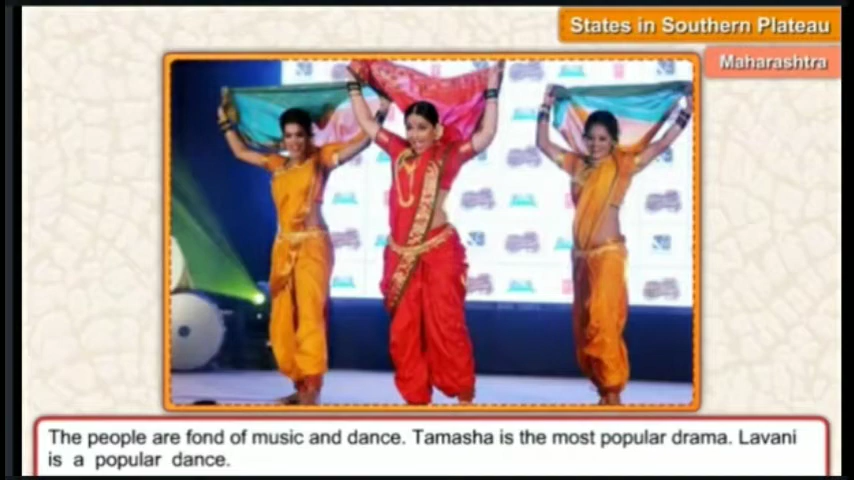 States in Southern Plateau
Maharashtra
The people are fond of music and dance. Tamasha is the most popular drama. Lavani
is a popular dance.